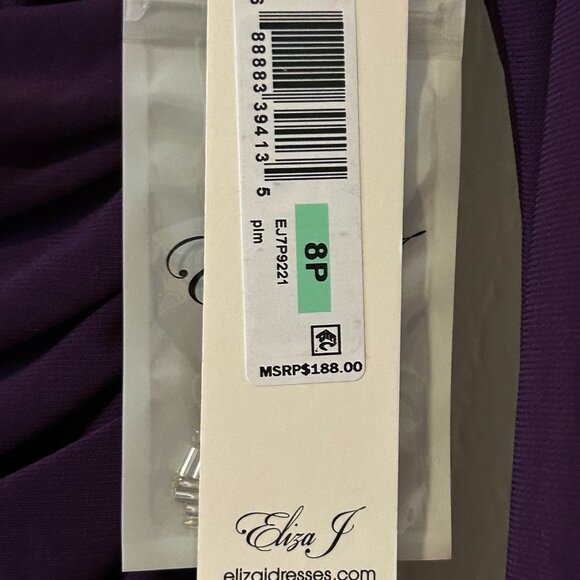 88883 39413 5
8P
EJ7P9221
plm
MSRP$188.00
Eliza J
elizajdresses.com